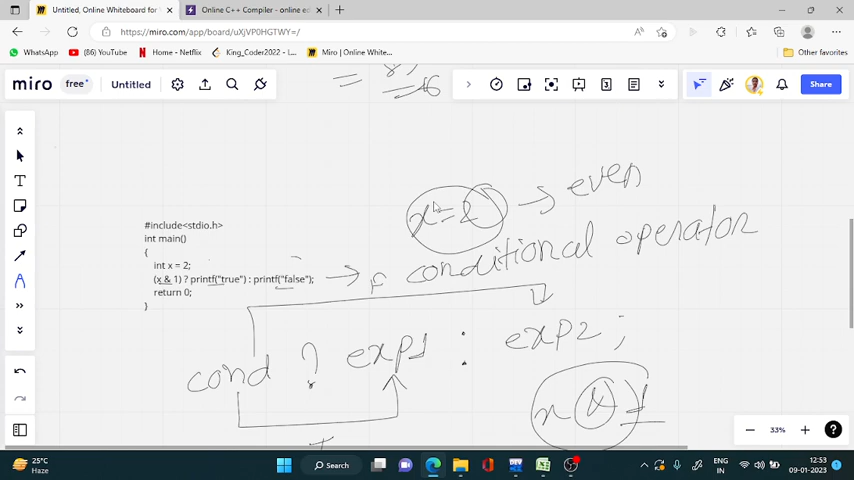 Untitled, Online Whiteboard for V
Online C++ Compiler - online ed
https://miro.com/app/board/uXjVP0HGTWY=/
WhatsApp
(86) YouTube
Home - Netflix
King_Coder2022 - L...
Miro | Online White...
Other favorites
miro free Untitled
Share
= 16
x=2 → even
#include<stdio.h>
int main()
{
int x = 2;
(x & 1) ? printf("true") : printf("false");
return 0;
}
→ conditional operator
cond ? exp1 : exp2 ;
x & 1
33%
25°C
Haze
Search
ENG
IN
12:53
09-01-2023